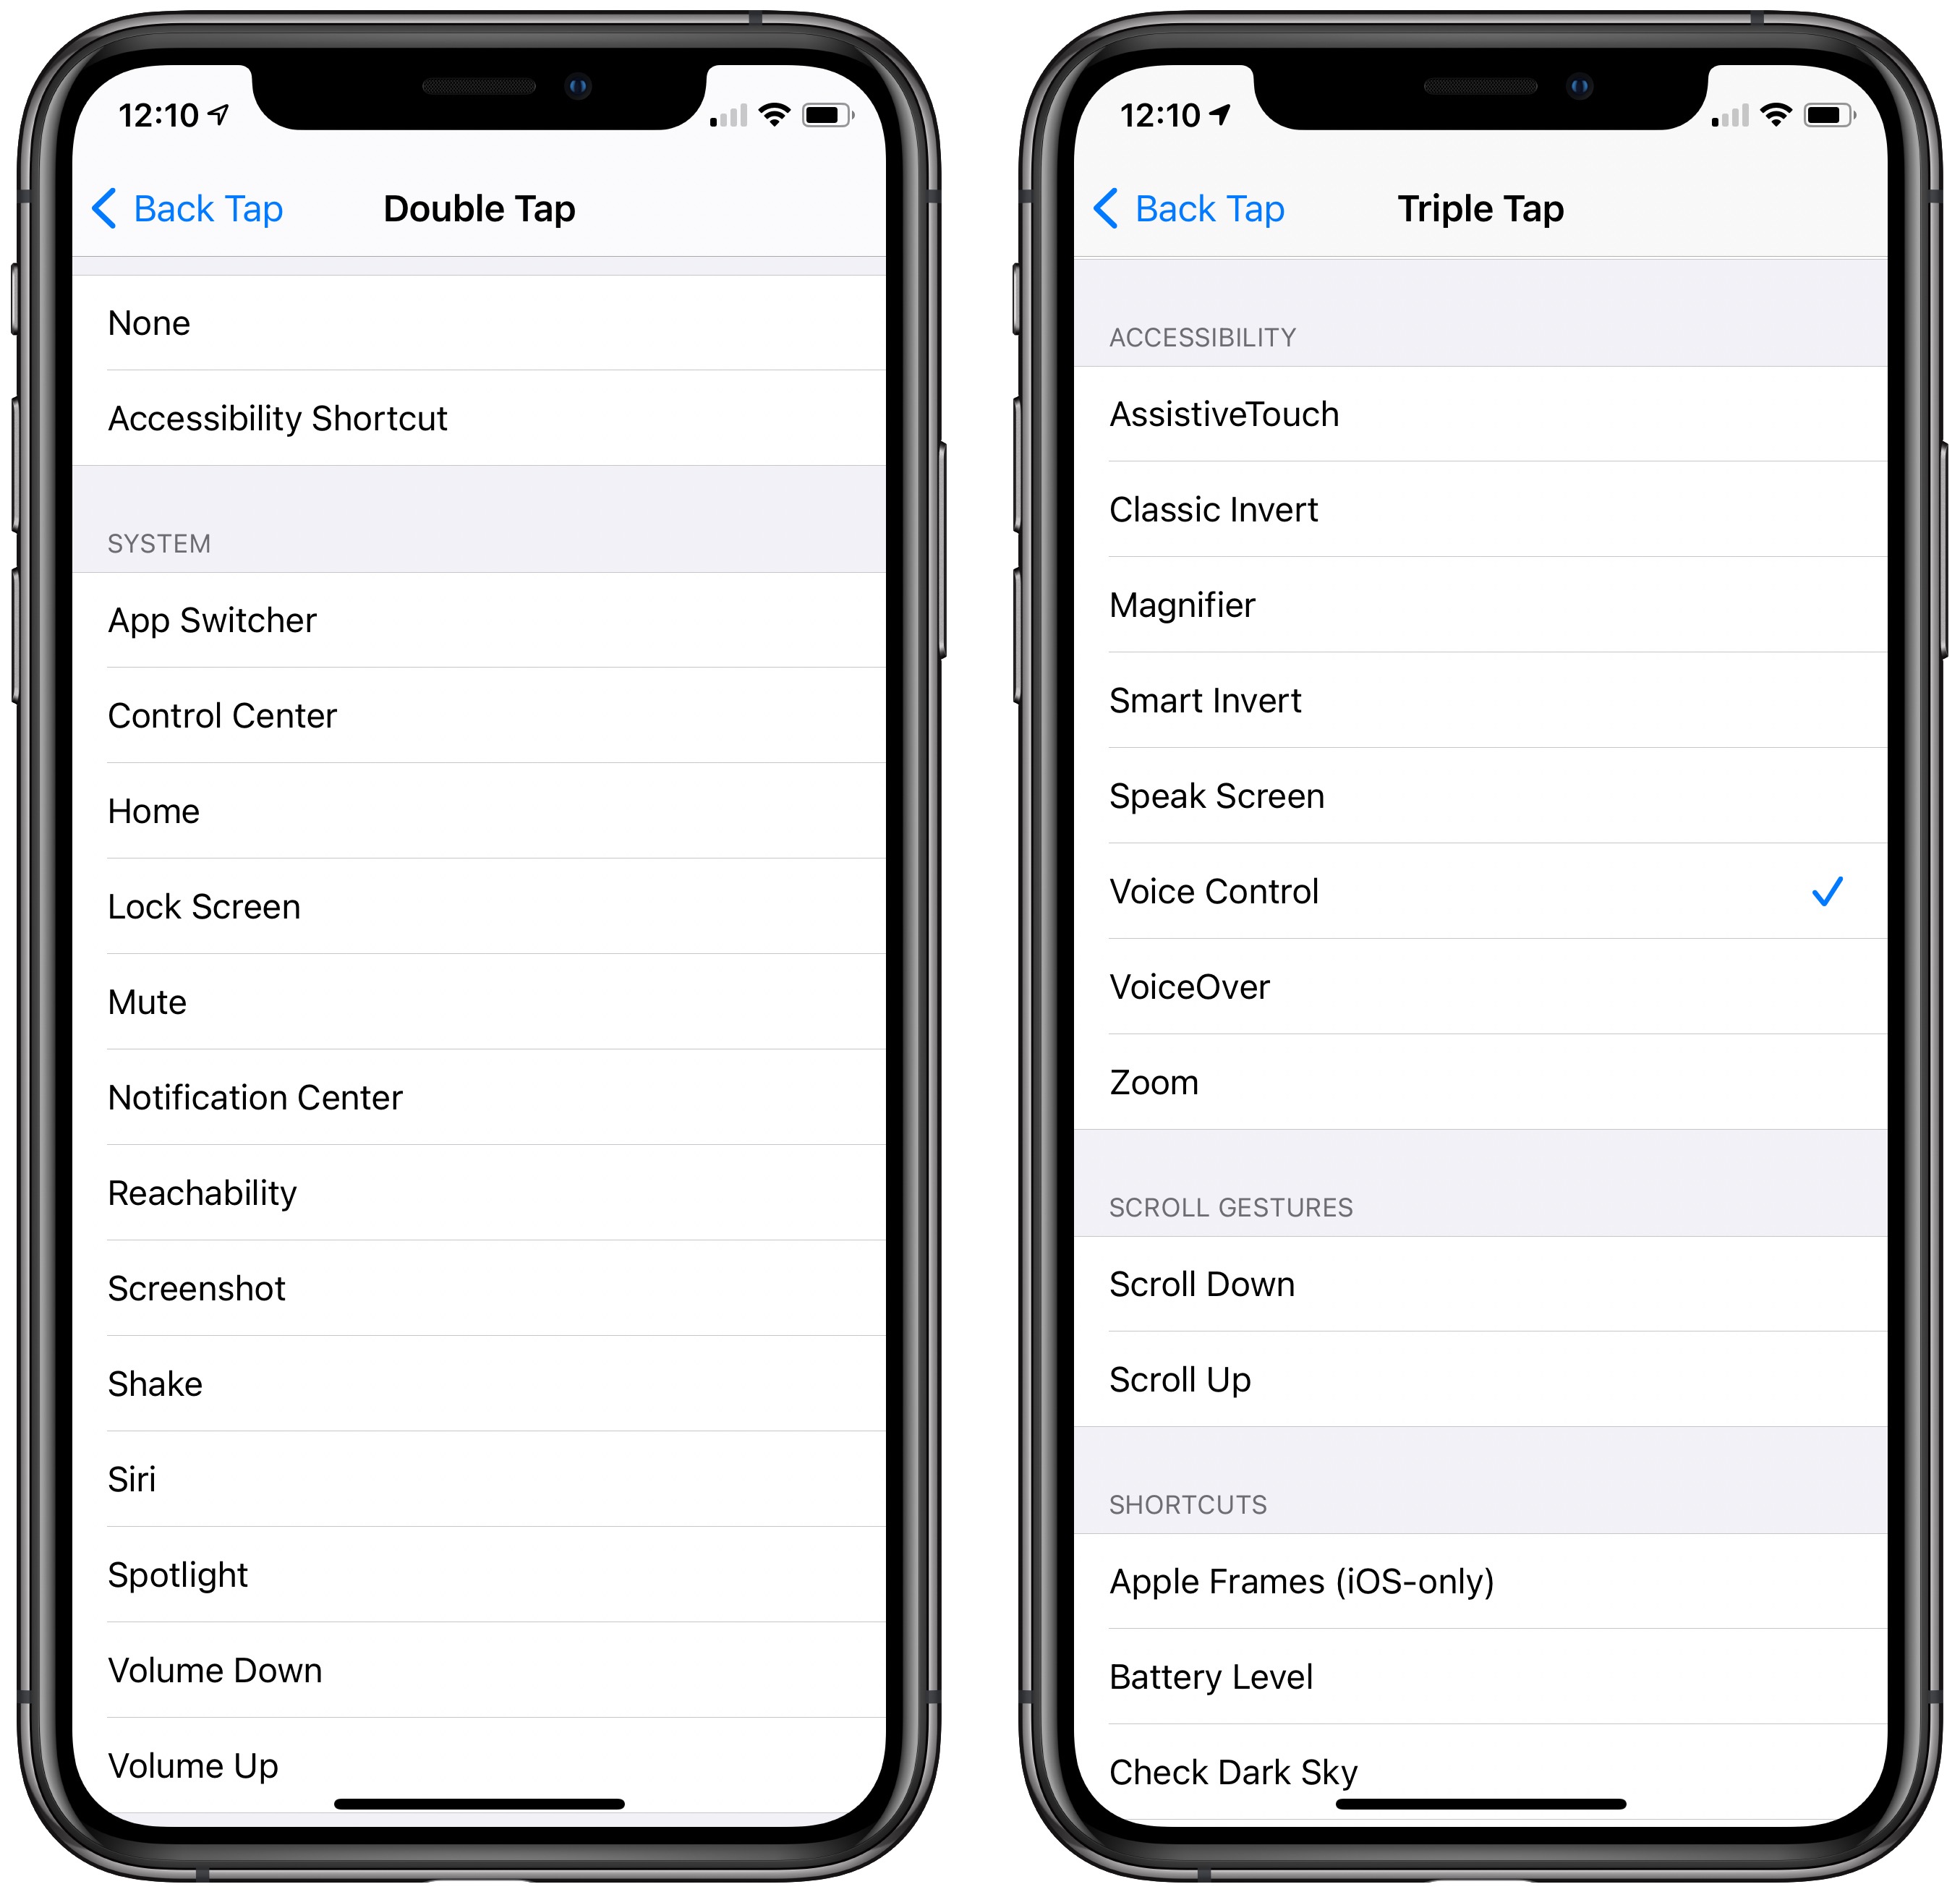 12:10
Back Tap
Double Tap
None
Accessibility Shortcut
SYSTEM
App Switcher
Control Center
Home
Lock Screen
Mute
Notification Center
Reachability
Screenshot
Shake
Siri
Spotlight
Volume Down
Volume Up
12:10
Back Tap
Triple Tap
ACCESSIBILITY
AssistiveTouch
Classic Invert
Magnifier
Smart Invert
Speak Screen
Voice Control
VoiceOver
Zoom
SCROLL GESTURES
Scroll Down
Scroll Up
SHORTCUTS
Apple Frames (iOS-only)
Battery Level
Check Dark Sky